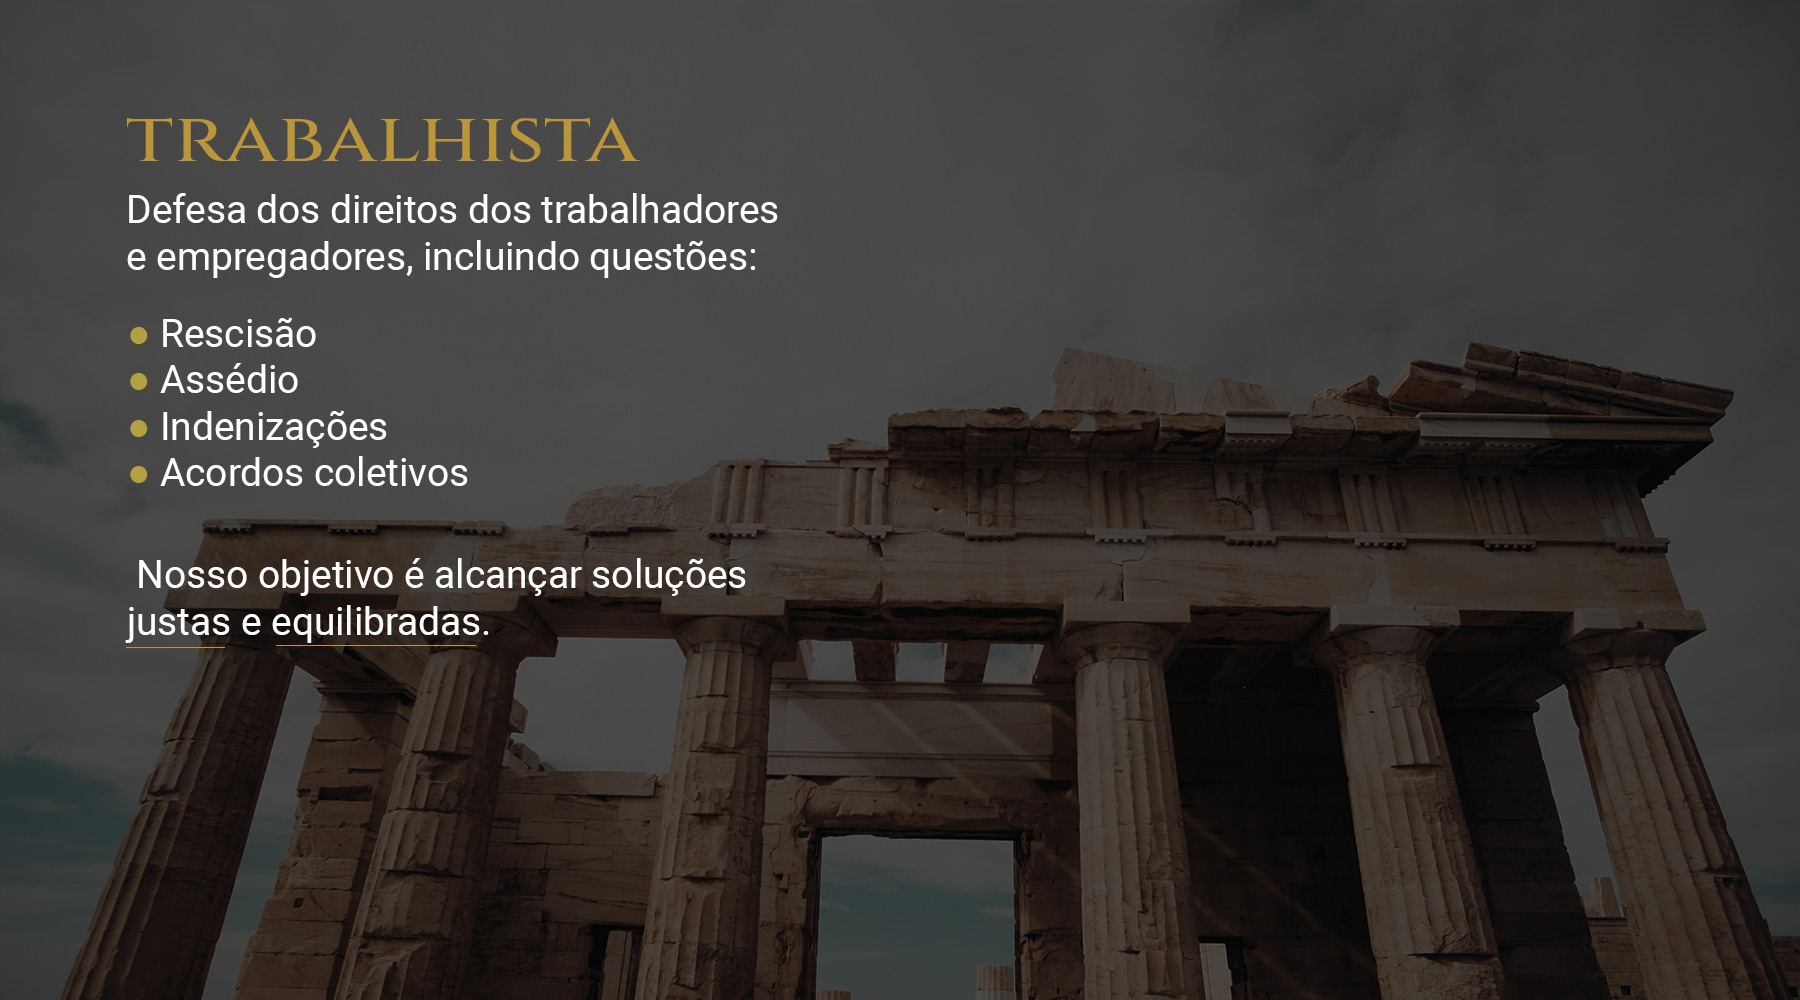 TRABALHISTA
Defesa dos direitos dos trabalhadores
e empregadores, incluindo questões:
● Rescisão
● Assédio
● Indenizações
● Acordos coletivos
Nosso objetivo é alcançar soluções
justas e equilibradas.